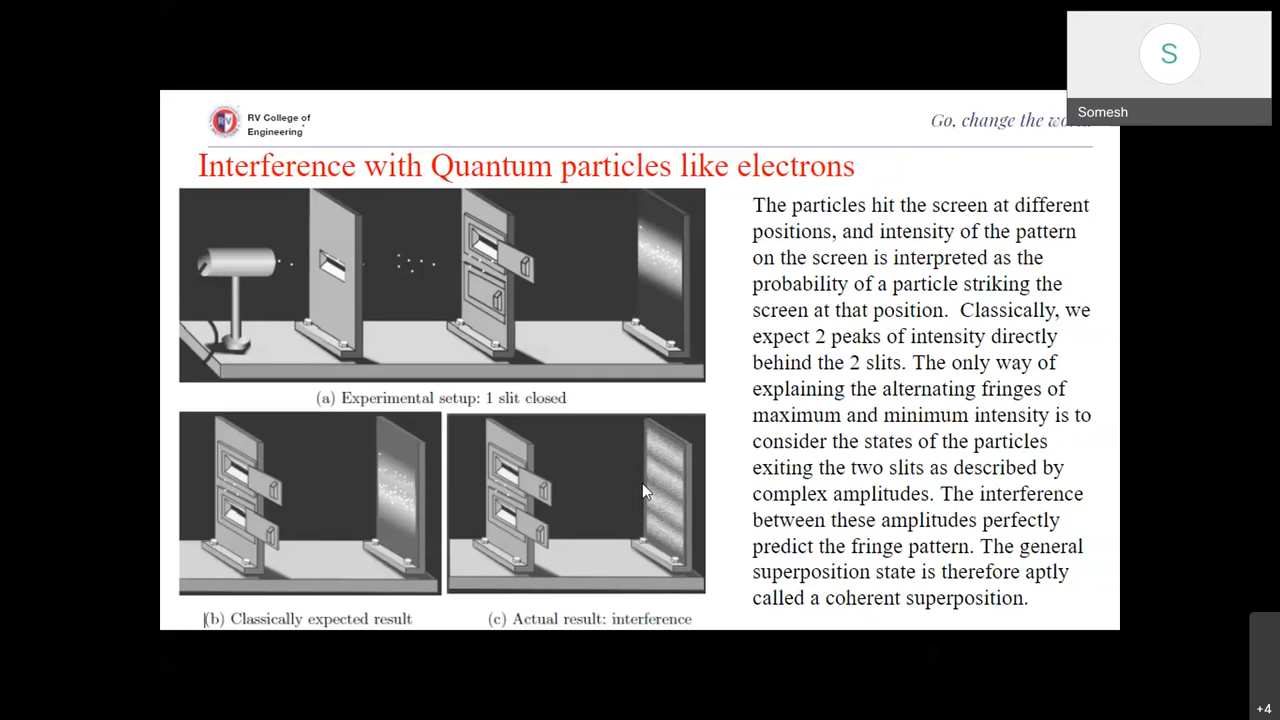 S
Somesh
RV College of
Engineering
Go, change the wo
Interference with Quantum particles like electrons
The particles hit the screen at different
positions, and intensity of the pattern
on the screen is interpreted as the
probability of a particle striking the
screen at that position. Classically, we
expect 2 peaks of intensity directly
behind the 2 slits. The only way of
explaining the alternating fringes of
maximum and minimum intensity is to
consider the states of the particles
exiting the two slits as described by
complex amplitudes. The interference
between these amplitudes perfectly
predict the fringe pattern. The general
superposition state is therefore aptly
called a coherent superposition.
(a) Experimental setup: 1 slit closed
(b) Classically expected result
(c) Actual result: interference
+4